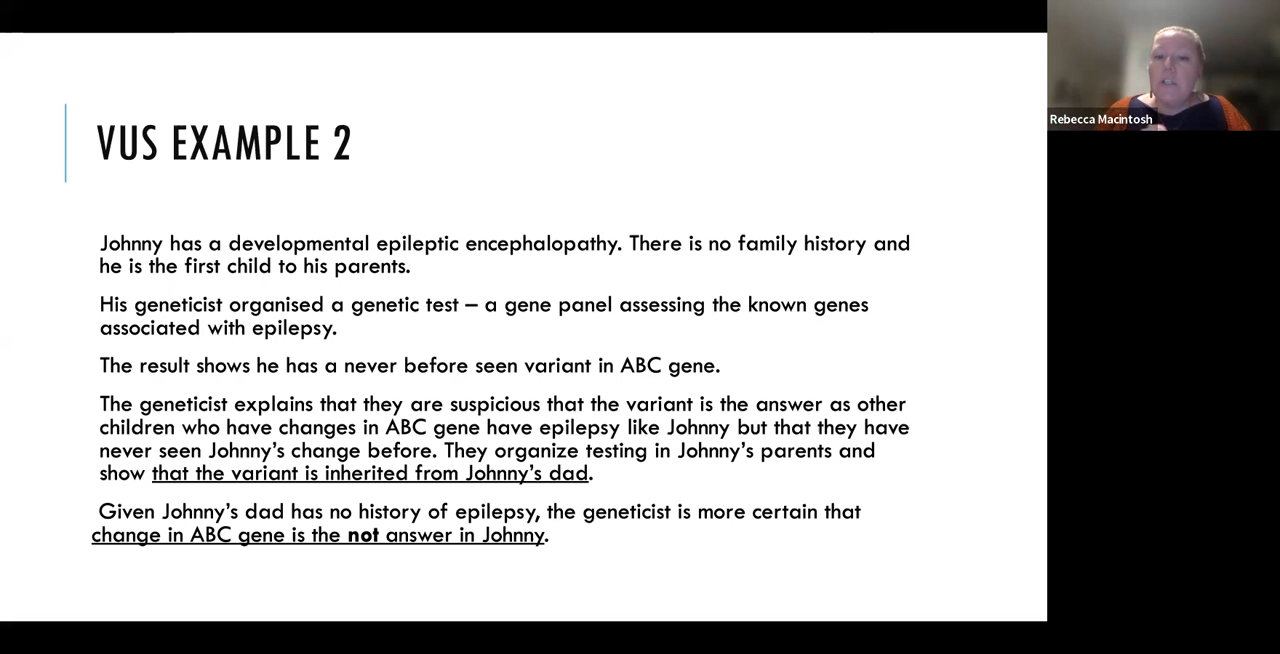 VUS EXAMPLE 2
Johnny has a developmental epileptic encephalopathy. There is no family history and
he is the first child to his parents.
His geneticist organised a genetic test – a gene panel assessing the known genes
associated with epilepsy.
The result shows he has a never before seen variant in ABC gene.
The geneticist explains that they are suspicious that the variant is the answer as other
children who have changes in ABC gene have epilepsy like Johnny but that they have
never seen Johnny's change before. They organize testing in Johnny's parents and
show that the variant is inherited from Johnny's dad.
Given Johnny's dad has no history of epilepsy, the geneticist is more certain that
change in ABC gene is the not answer in Johnny.
Rebecca Macintosh